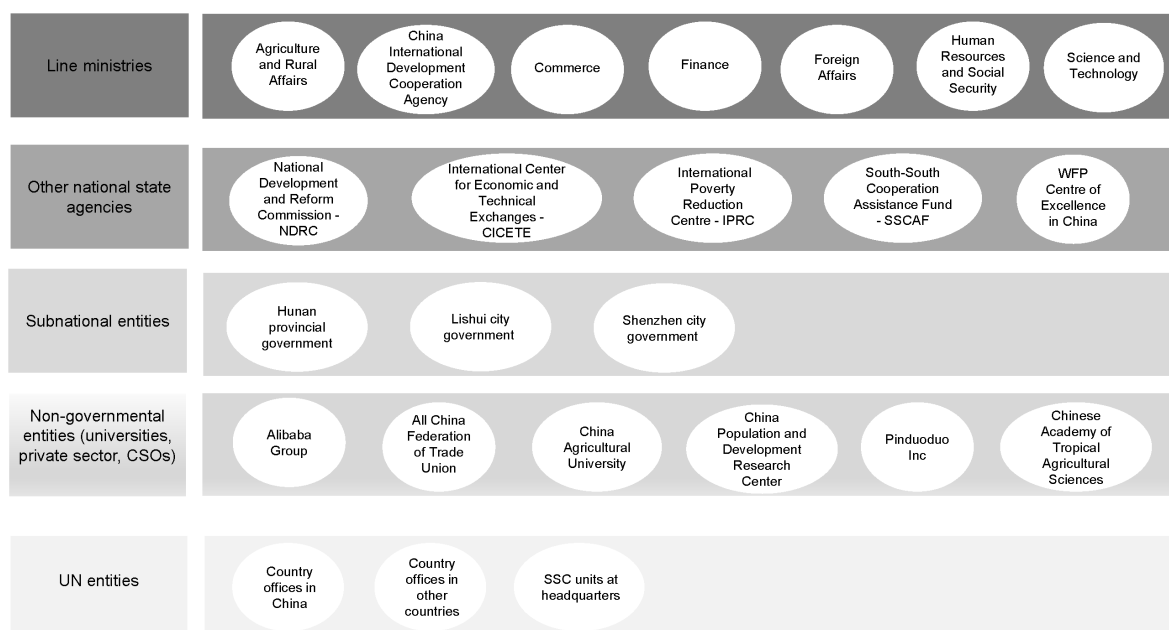 Line ministries
Agriculture
and Rural
Affairs
China
International
Development
Cooperation
Agency
Commerce
Finance
Foreign
Affairs
Human
Resources
and Social
Security
Science and
Technology
Other national state
agencies
National
Development
and Reform
Commission -
NDRC
International Center
for Economic and
Technical
Exchanges -
CICETE
International
Poverty
Reduction
Centre - IPRC
South-South
Cooperation
Assistance Fund
- SSCAF
WFP
Centre of
Excellence
in China
Subnational entities
Hunan
provincial
government
Lishui city
government
Shenzhen city
government
Non-governmental
entities (universities,
private sector, CSOs)
Alibaba
Group
All China
Federation
of Trade
Union
China
Agricultural
University
China
Population and
Development
Research
Center
Pinduoduo
Inc
Chinese
Academy of
Tropical
Agricultural
Sciences
UN entities
Country
offices in
China
Country
offices in
other
countries
SSC units at
headquarters